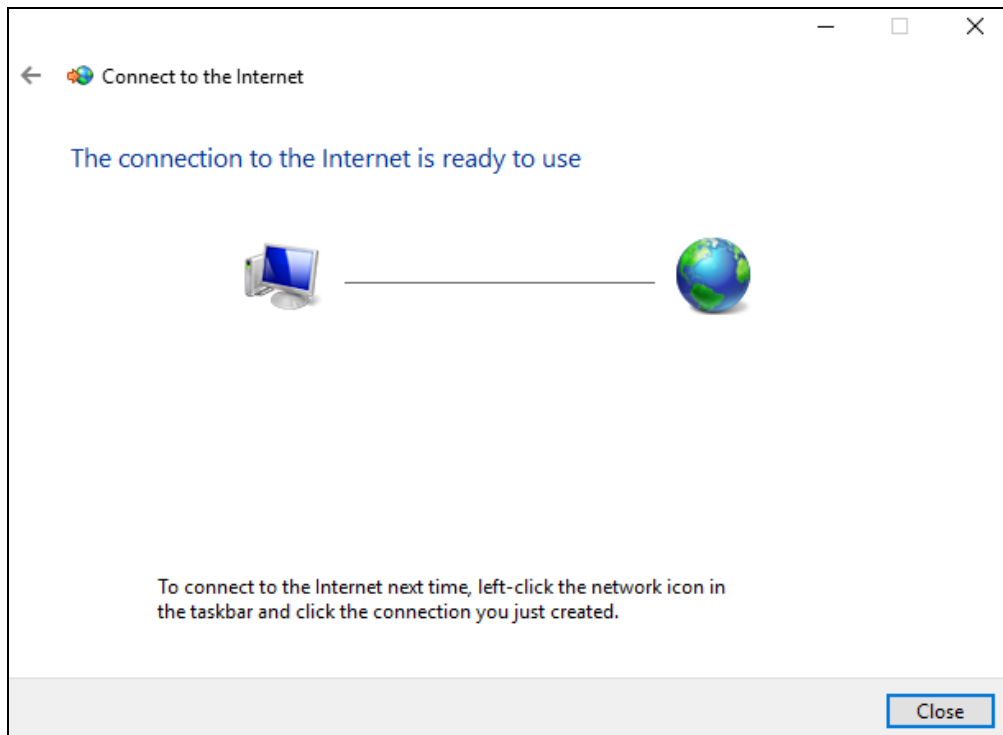 Connect to the Internet
The connection to the Internet is ready to use
To connect to the Internet next time, left-click the network icon in
the taskbar and click the connection you just created.
Close